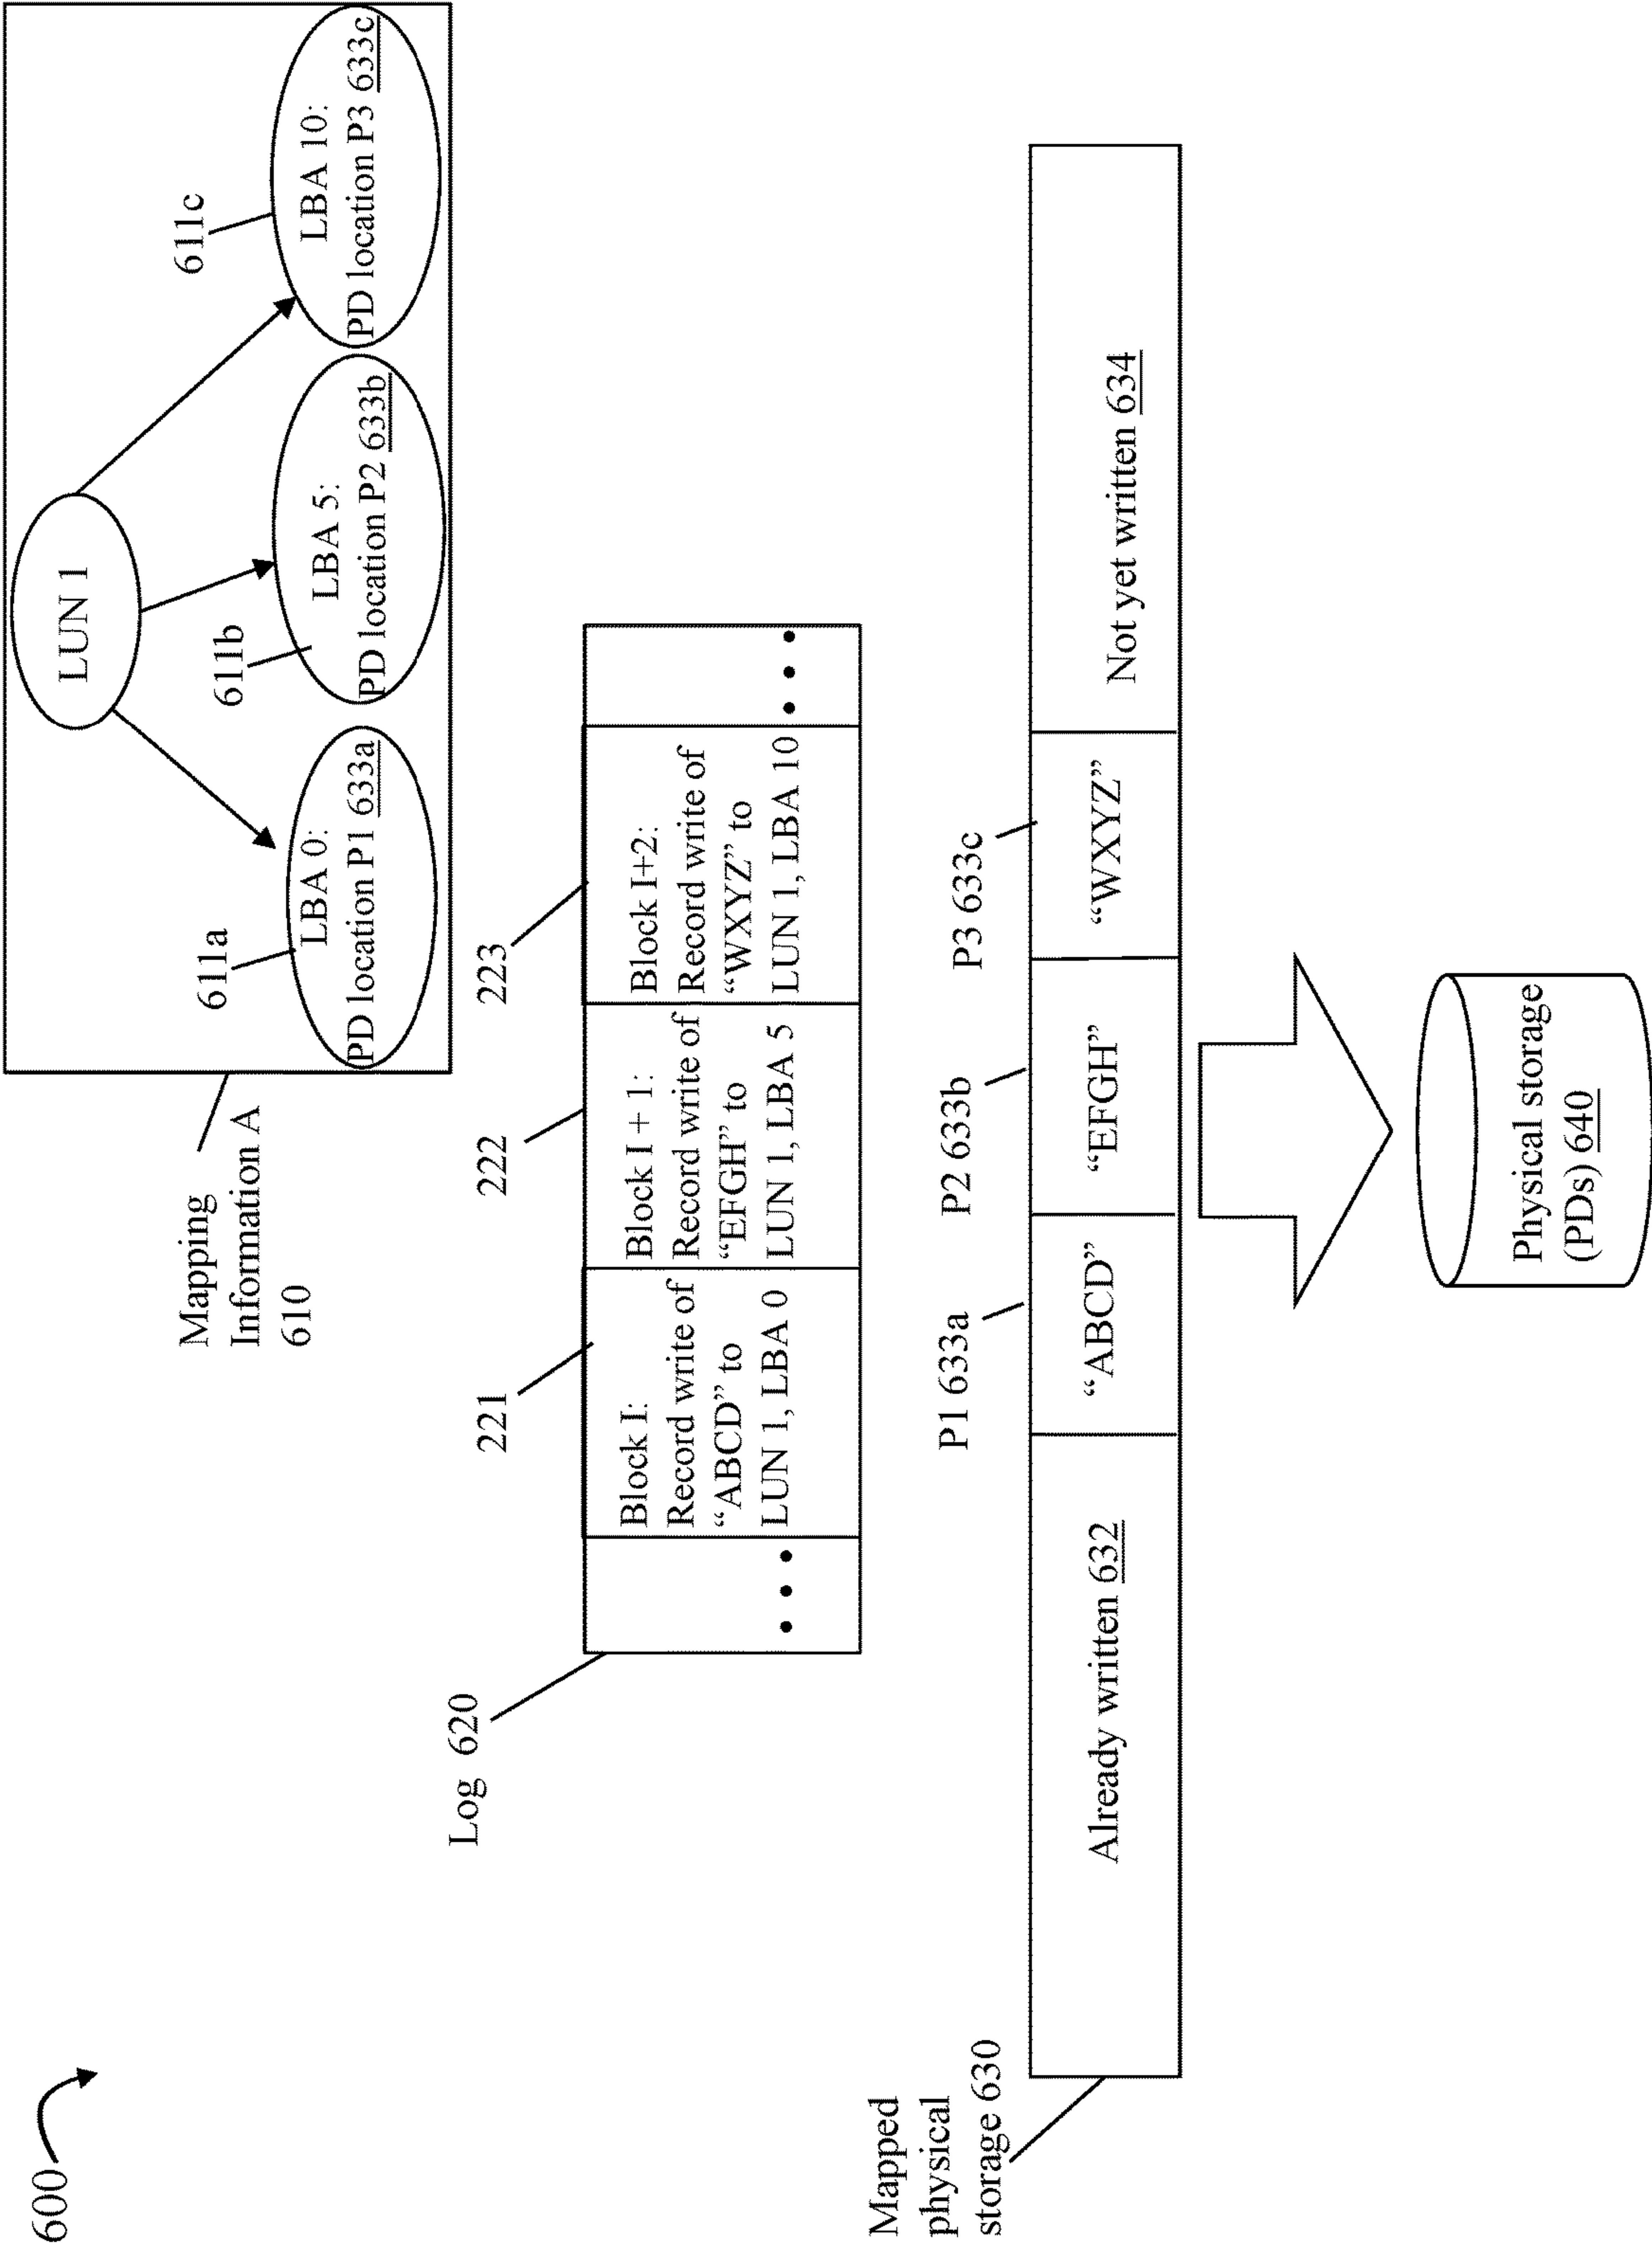 600
Mapping
Information A
610
LUN 1
611a
LBA 0:
PD location P1 633a
611b
LBA 5:
PD location P2 633b
611c
LBA 10:
PD location P3 633c
Log 620
221
222
223
Block I:
Record write of
“ABCD” to
LUN 1, LBA 0
Block I + 1:
Record write of
“EFGH” to
LUN 1, LBA 5
Block I+2:
Record write of
“WXYZ” to
LUN 1, LBA 10
Mapped
physical
storage 630
P1 633a
P2 633b
P3 633c
Already written 632
“ABCD”
“EFGH”
“WXYZ”
Not yet written 634
Physical storage
(PDs) 640